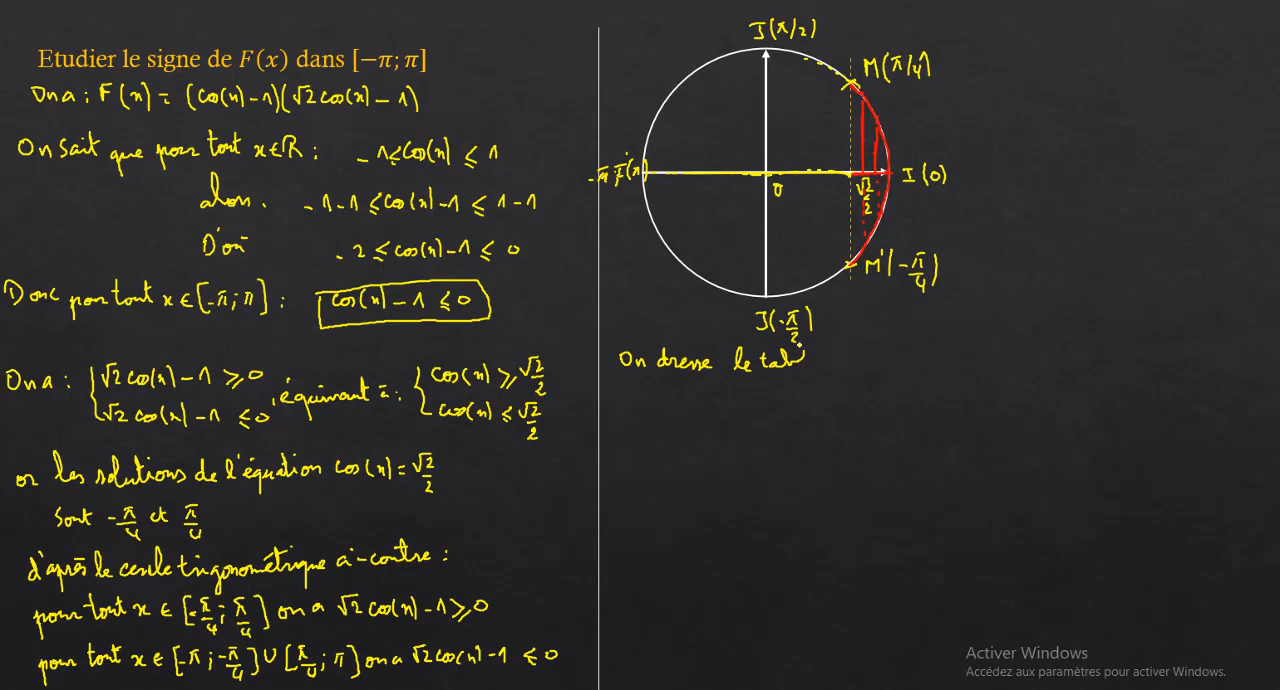 Etudier le signe de F(x) dans [−π; π]
On a : F(x) = (cos(x) − 1)(√2 cos(x) − 1)
On sait que pour tout x ∈ ℝ : −1 ≤ cos(x) ≤ 1
alors . −1−1 ≤ cos(x) − 1 ≤ 1−1
D'où −2 ≤ cos(x) − 1 ≤ 0
Donc pour tout x ∈ [−π; π] : cos(x) − 1 ≤ 0
On a : { √2 cos(x) − 1 ≥ 0 , équivaut à : { cos(x) ≥ √2/2
√2 cos(x) − 1 ≤ 0 cos(x) ≤ √2/2
or les solutions de l'équation cos(x) = √2/2
sont −π/4 et π/4
d'après le cercle trigonométrique ci-contre :
pour tout x ∈ [−π/4; π/4] on a √2 cos(x) − 1 ≥ 0
pour tout x ∈ [−π; −π/4] ∪ [π/4; π] on a √2 cos(x) − 1 ≤ 0
J(π/2)
M(π/4)
−π I'(π)
O
√2/2
I(0)
M'(−π/4)
J(−π/2)
On dresse le tab
Activer Windows
Accédez aux paramètres pour activer Windows.